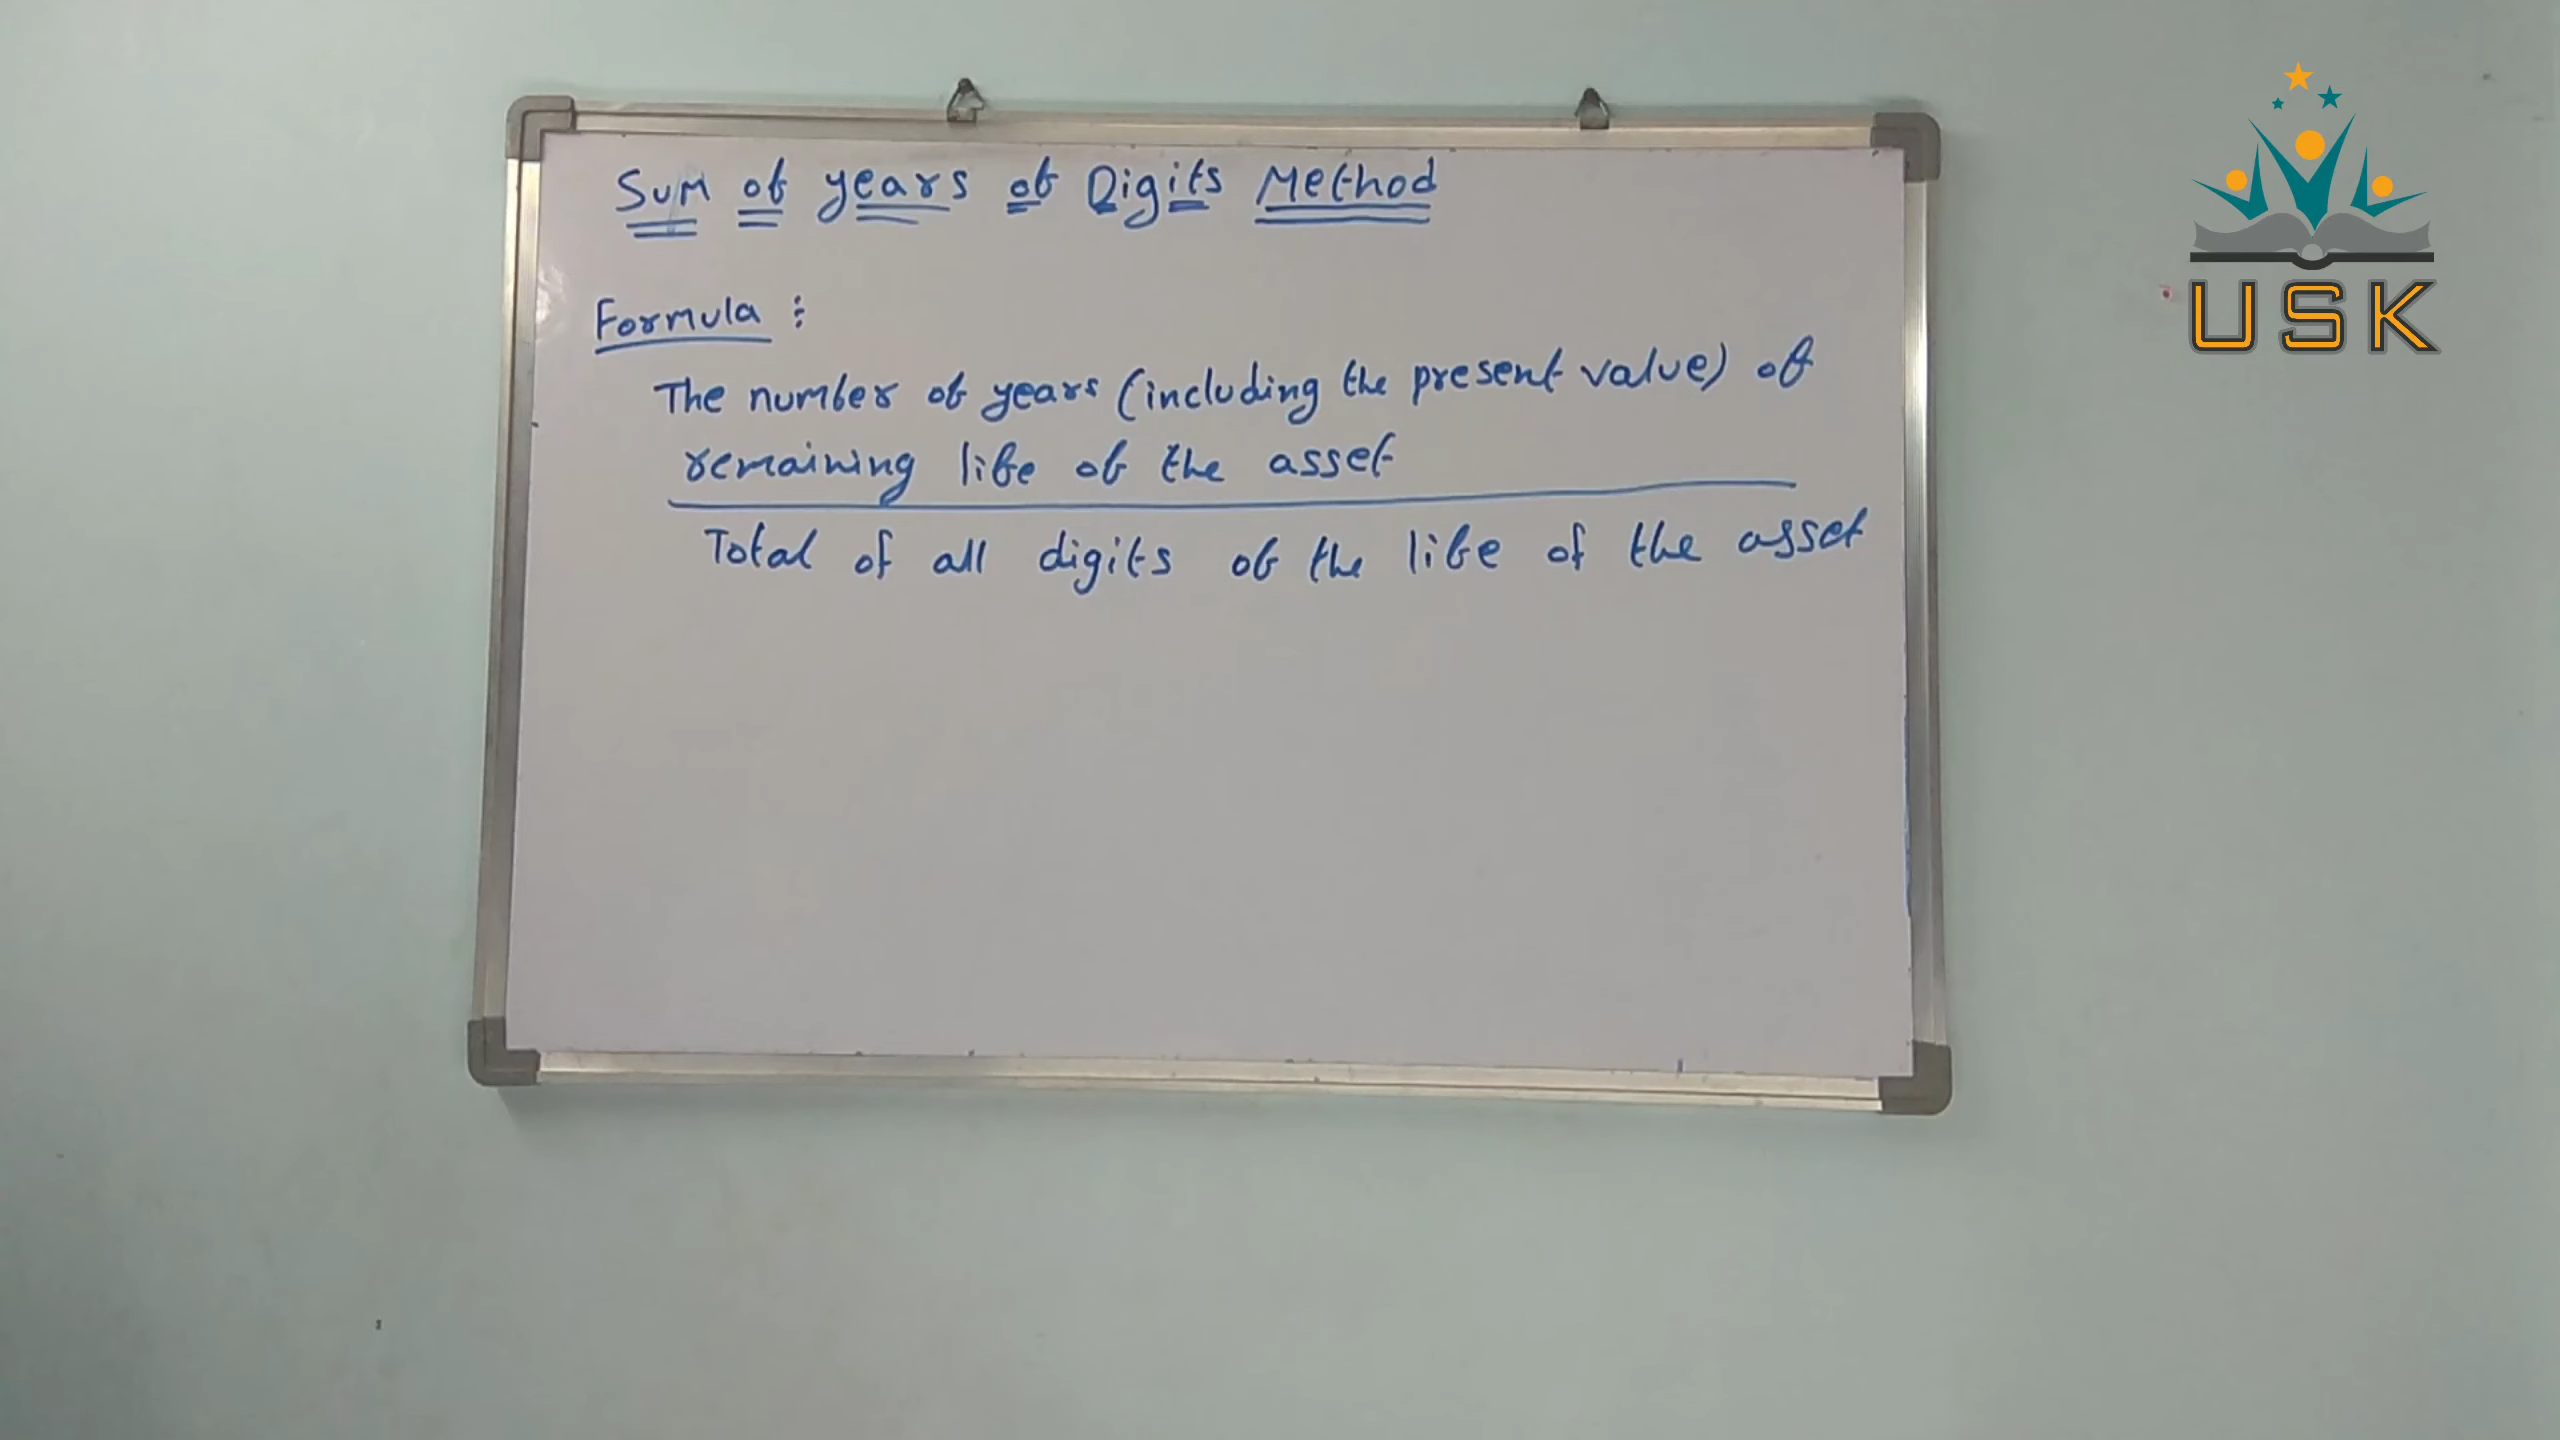 Sum of years of Digits Method
Formula :
The number of years (including the present value) of
remaining life of the asset
Total of all digits of the life of the asset
USK